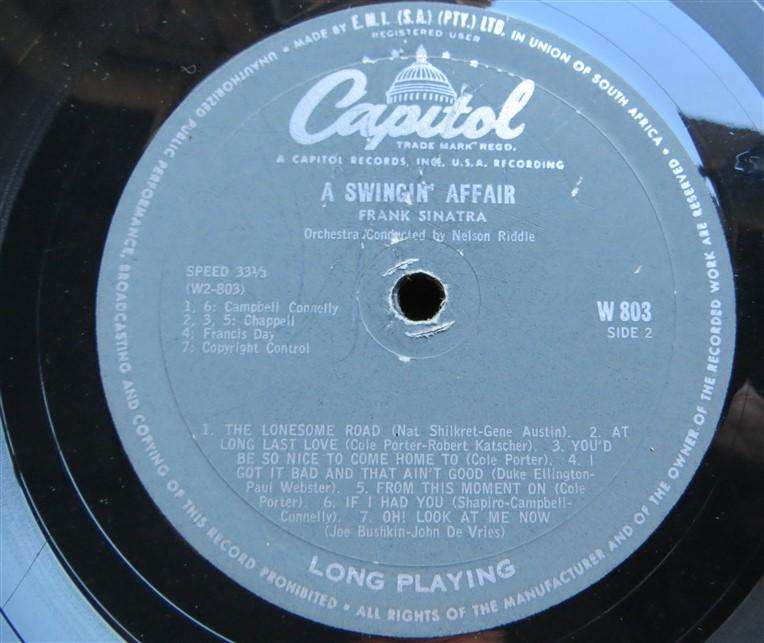 MADE BY E.M.I. (S.A.) (PTY.) LTD. IN UNION OF SOUTH AFRICA • ALL RIGHTS OF THE MANUFACTURER AND OF THE OWNER OF THE RECORDED WORK ARE RESERVED • UNAUTHORIZED PUBLIC PERFORMANCE, BROADCASTING AND COPYING OF THIS RECORD PROHIBITED •
REGISTERED USER
Capitol
TRADE MARK REGD.
A CAPITOL RECORDS, INC., U.S.A. RECORDING
A SWINGIN' AFFAIR
FRANK SINATRA
Orchestra Conducted by Nelson Riddle
SPEED 33⅓
(W2-803)
1, 6: Campbell Connelly
2, 3, 5: Chappell
4: Francis Day
7: Copyright Control
W 803
SIDE 2
1. THE LONESOME ROAD (Nat Shilkret-Gene Austin). 2. AT
LONG LAST LOVE (Cole Porter-Robert Katscher). 3. YOU'D
BE SO NICE TO COME HOME TO (Cole Porter). 4. I
GOT IT BAD AND THAT AIN'T GOOD (Duke Ellington-
Paul Webster). 5. FROM THIS MOMENT ON (Cole
Porter). 6. IF I HAD YOU (Shapiro-Campbell-
Connelly). 7. OH! LOOK AT ME NOW
(Joe Bushkin-John De Vries)
LONG PLAYING